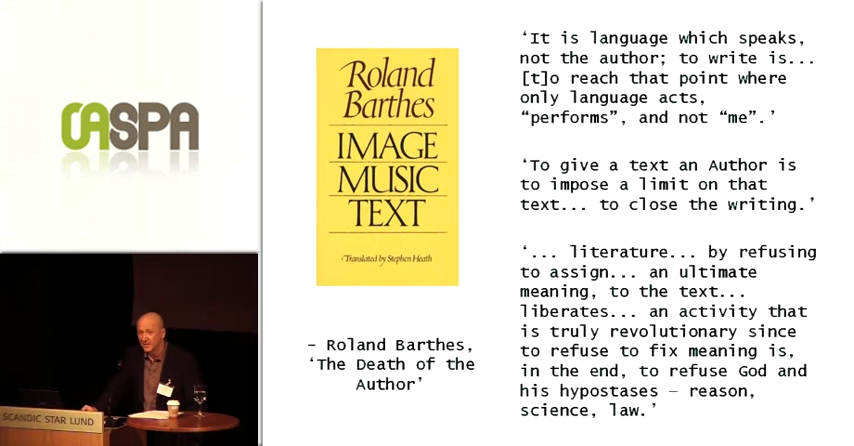 OASPA
Roland
Barthes
IMAGE
MUSIC
TEXT
Translated by Stephen Heath
– Roland Barthes,
‘The Death of the
Author’
‘It is language which speaks,
not the author; to write is...
[t]o reach that point where
only language acts,
“performs”, and not “me”.’
‘To give a text an Author is
to impose a limit on that
text... to close the writing.’
‘... literature... by refusing
to assign... an ultimate
meaning, to the text...
liberates... an activity that
is truly revolutionary since
to refuse to fix meaning is,
in the end, to refuse God and
his hypostases – reason,
science, law.’
SCANDIC STAR LUND